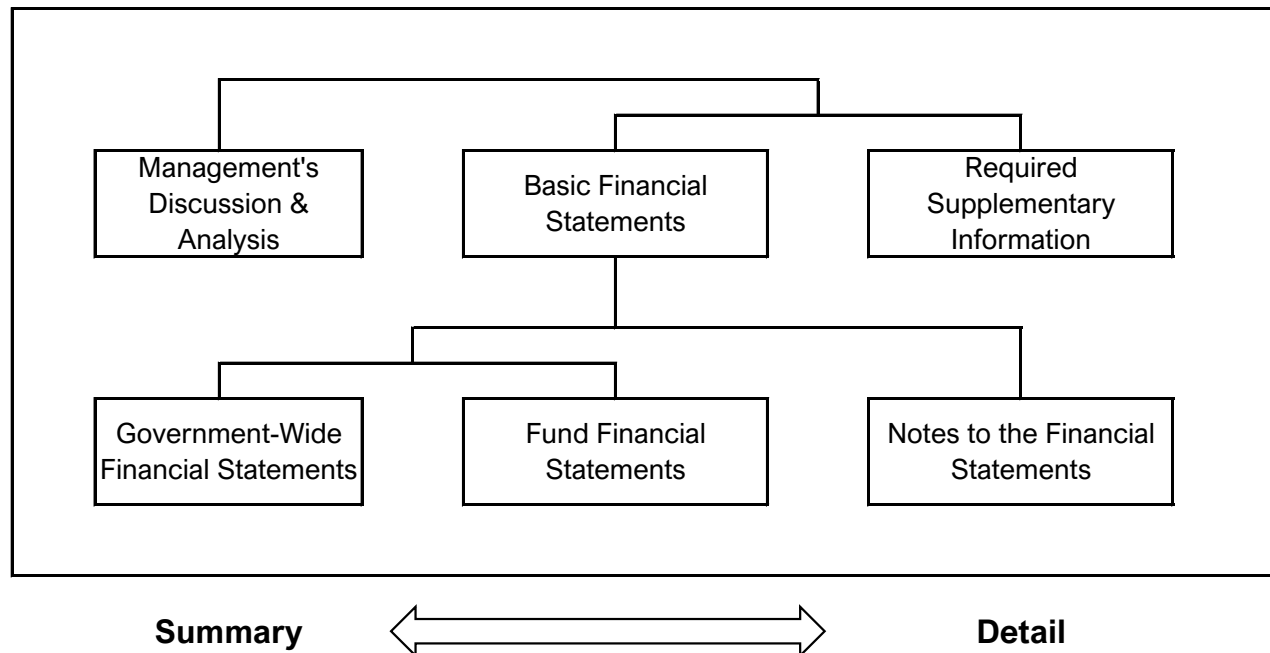 Management's
Discussion &
Analysis
Basic Financial
Statements
Required
Supplementary
Information
Government-Wide
Financial Statements
Fund Financial
Statements
Notes to the Financial
Statements
Summary
Detail